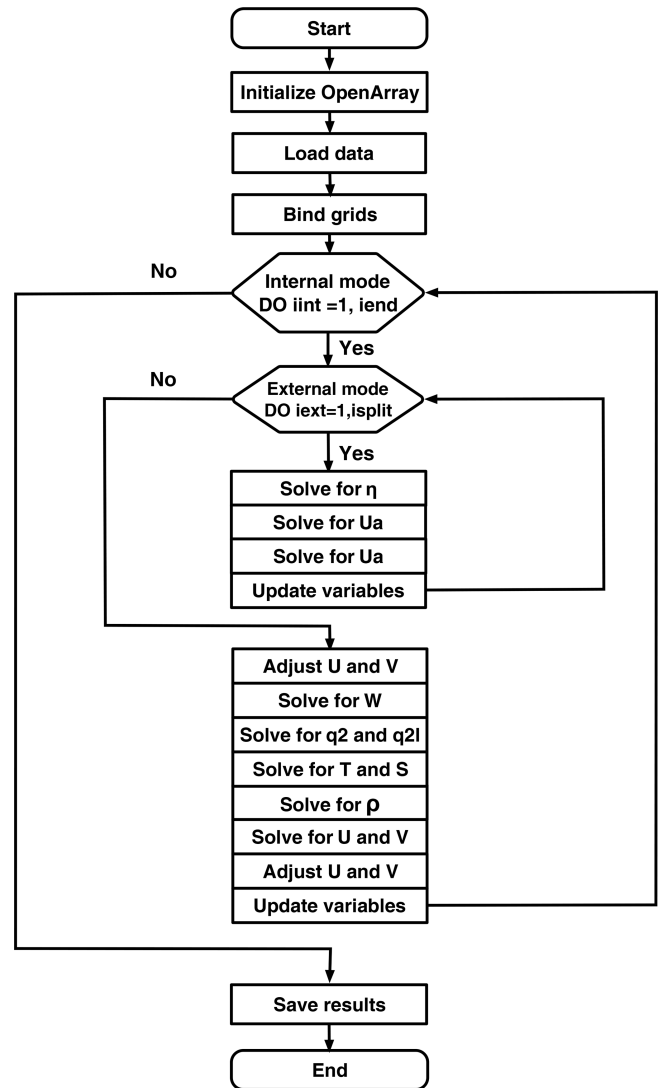 Start
Initialize OpenArray
Load data
Bind grids
No
Internal mode
DO iint =1, iend
Yes
No
External mode
DO iext=1,isplit
Yes
Solve for η
Solve for Ua
Solve for Ua
Update variables
Adjust U and V
Solve for W
Solve for q2 and q2l
Solve for T and S
Solve for ρ
Solve for U and V
Adjust U and V
Update variables
Save results
End